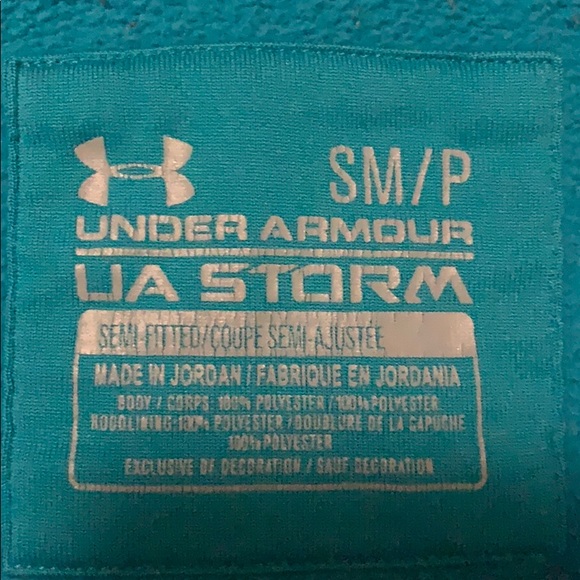 SM/P
UNDER ARMOUR
UA STORM
SEMI-FITTED/COUPE SEMI-AJUSTÉE
MADE IN JORDAN / FABRIQUE EN JORDANIA
BODY / CORPS: 100% POLYESTER / 100% POLYESTER
HOODLINING: 100% POLYESTER / DOUBLURE DE LA CAPUCHE
100% POLYESTER
EXCLUSIVE OF DECORATION / SAUF DECORATION